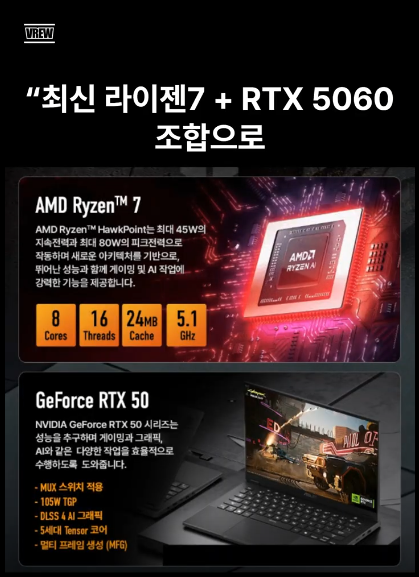 VREW
“최신 라이젠7 + RTX 5060
조합으로
AMD Ryzen™ 7
AMD Ryzen™ HawkPoint는 최대 45W의
지속전력과 최대 80W의 피크전력으로
작동하며 새로운 아키텍처를 기반으로,
뛰어난 성능과 함께 게이밍 및 AI 작업에
강력한 기능을 제공합니다.
8 Cores
16 Threads
24MB Cache
5.1 GHz
AMD
RYZEN AI
GeForce RTX 50
NVIDIA GeForce RTX 50 시리즈는
성능을 추구하며 게이밍과 그래픽,
AI와 같은 다양한 작업을 효율적으로
수행하도록 도와줍니다.
- MUX 스위치 적용
- 105W TGP
- DLSS 4 AI 그래픽
- 5세대 Tensor 코어
- 멀티 프레임 생성 (MFG)